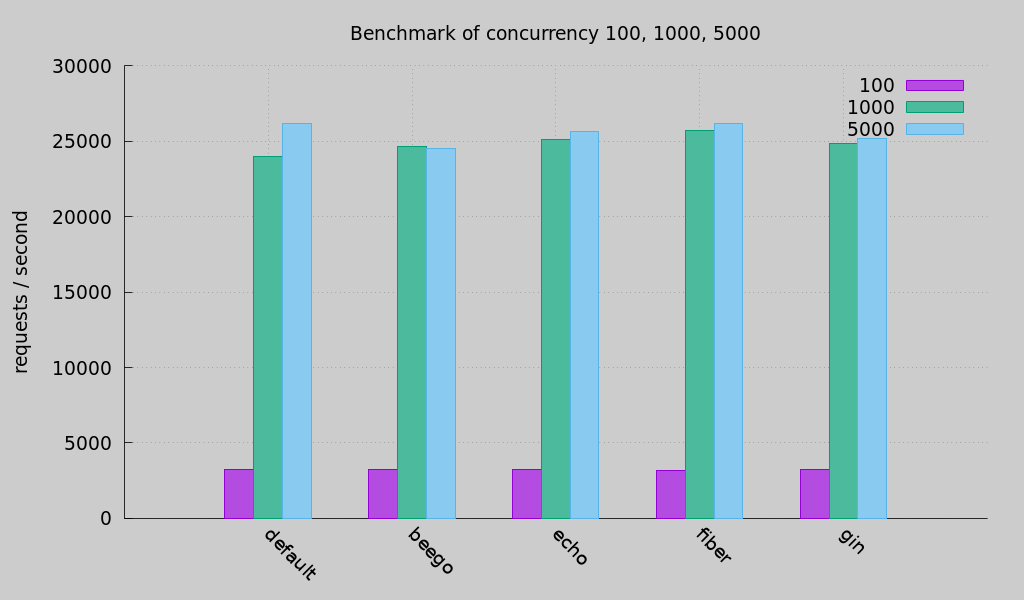 Benchmark of concurrency 100, 1000, 5000
30000
25000
20000
15000
10000
5000
0
requests / second
100
1000
5000
default
beego
echo
fiber
gin